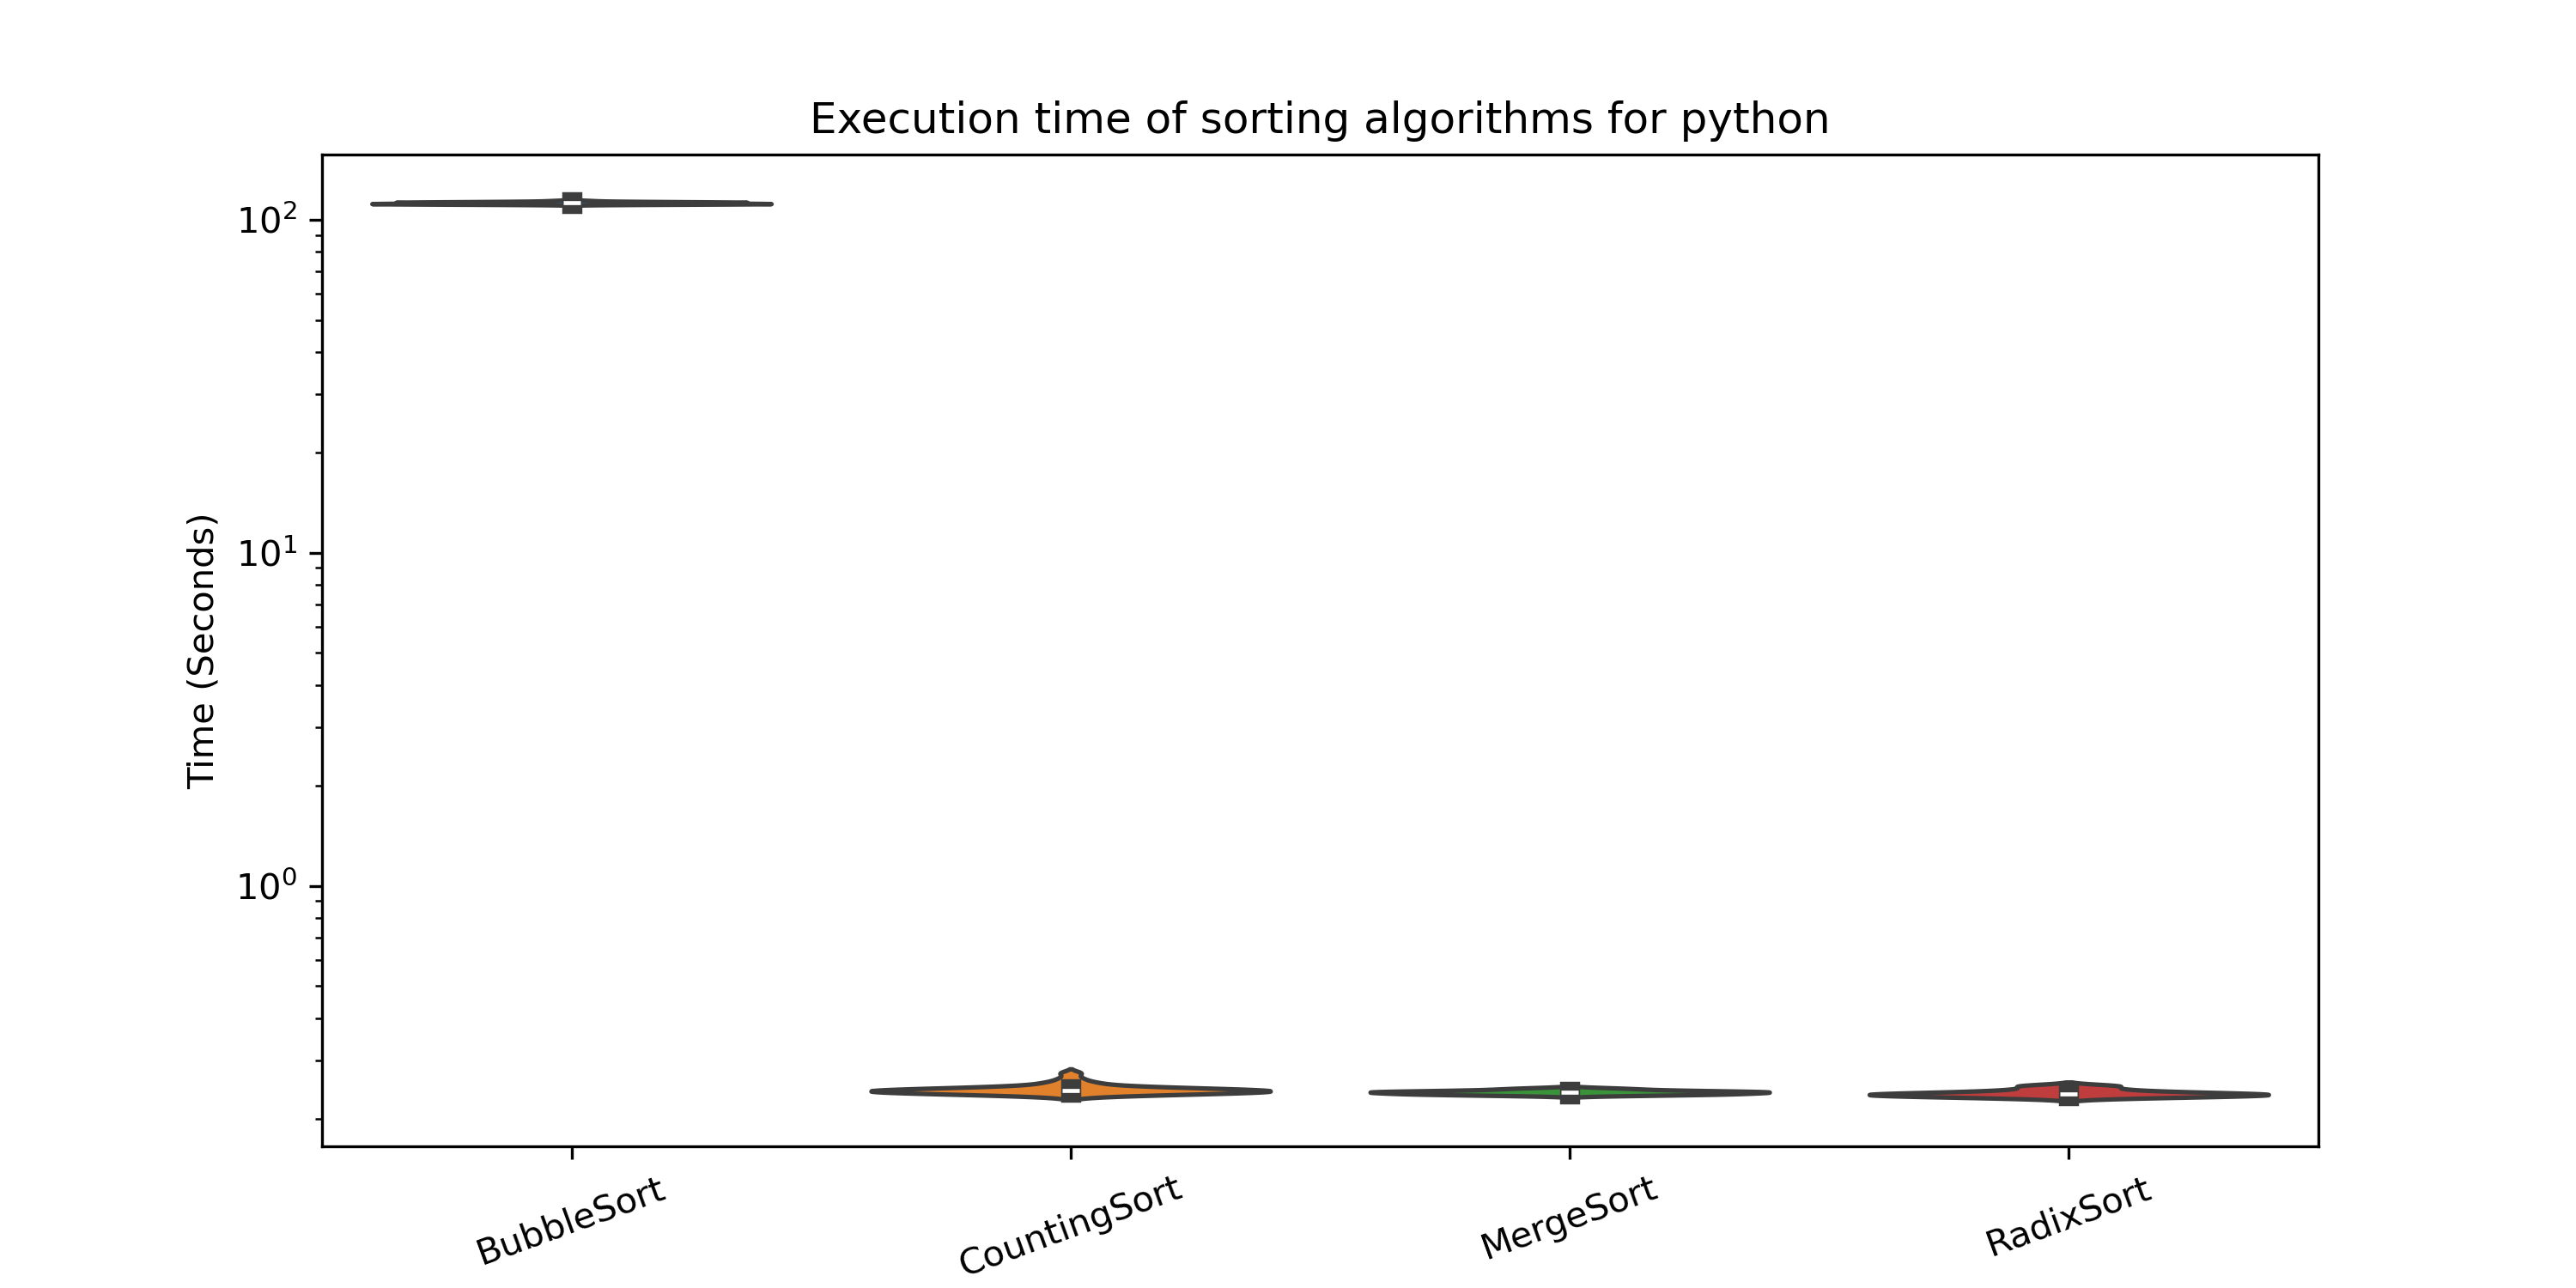 Execution time of sorting algorithms for python
Time (Seconds)
10²
10¹
10⁰
BubbleSort
CountingSort
MergeSort
RadixSort